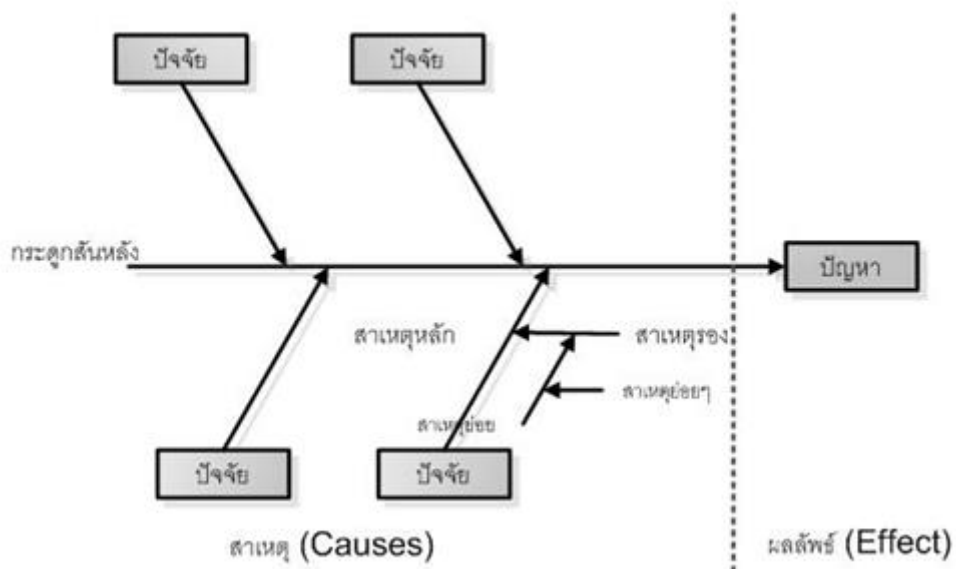 ปัจจัย
ปัจจัย
กระดูกสันหลัง
ปัญหา
สาเหตุหลัก
สาเหตุรอง
สาเหตุย่อยๆ
สาเหตุย่อย
ปัจจัย
ปัจจัย
สาเหตุ (Causes)
ผลลัพธ์ (Effect)